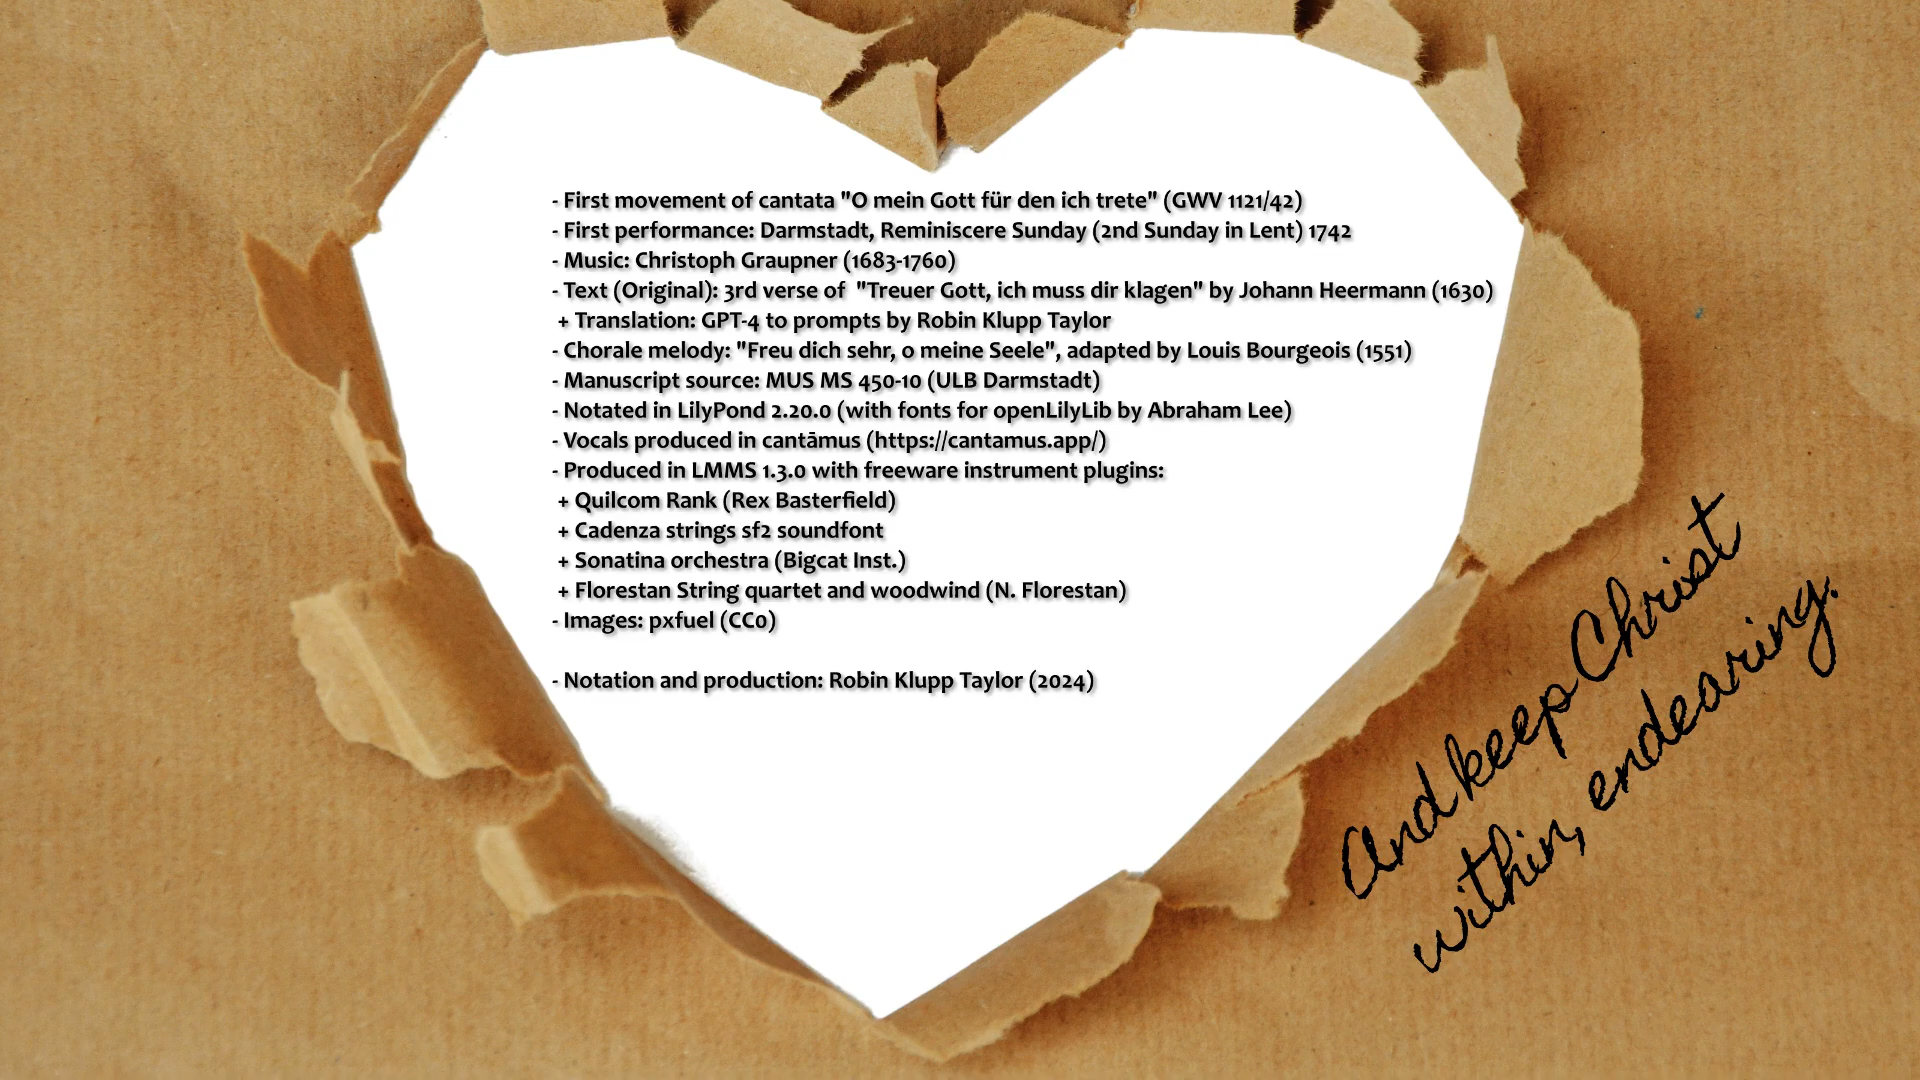 - First movement of cantata "O mein Gott für den ich trete" (GWV 1121/42)
- First performance: Darmstadt, Reminiscere Sunday (2nd Sunday in Lent) 1742
- Music: Christoph Graupner (1683-1760)
- Text (Original): 3rd verse of  "Treuer Gott, ich muss dir klagen" by Johann Heermann (1630)
+ Translation: GPT-4 to prompts by Robin Klupp Taylor
- Chorale melody: "Freu dich sehr, o meine Seele", adapted by Louis Bourgeois (1551)
- Manuscript source: MUS MS 450-10 (ULB Darmstadt)
- Notated in LilyPond 2.20.0 (with fonts for openLilyLib by Abraham Lee)
- Vocals produced in cantāmus (https://cantamus.app/)
- Produced in LMMS 1.3.0 with freeware instrument plugins:
+ Quilcom Rank (Rex Basterfield)
+ Cadenza strings sf2 soundfont
+ Sonatina orchestra (Bigcat Inst.)
+ Florestan String quartet and woodwind (N. Florestan)
- Images: pxfuel (CC0)
- Notation and production: Robin Klupp Taylor (2024)
And keep Christ
within, endearing.